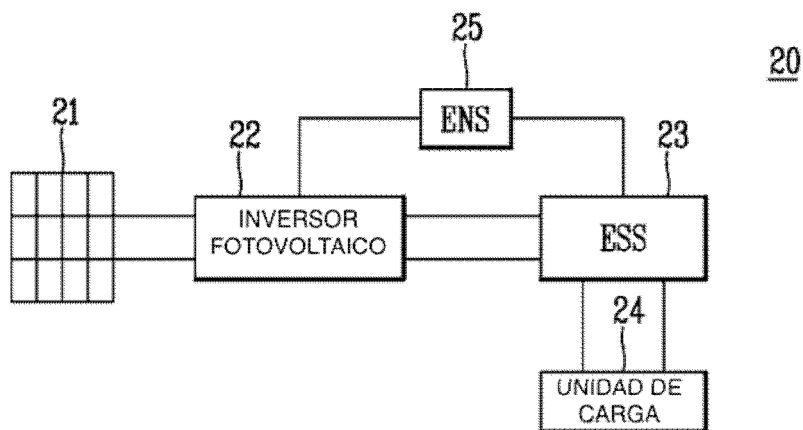 25
20
ENS
21
22
23
INVERSOR
FOTOVOLTAICO
ESS
24
UNIDAD DE
CARGA